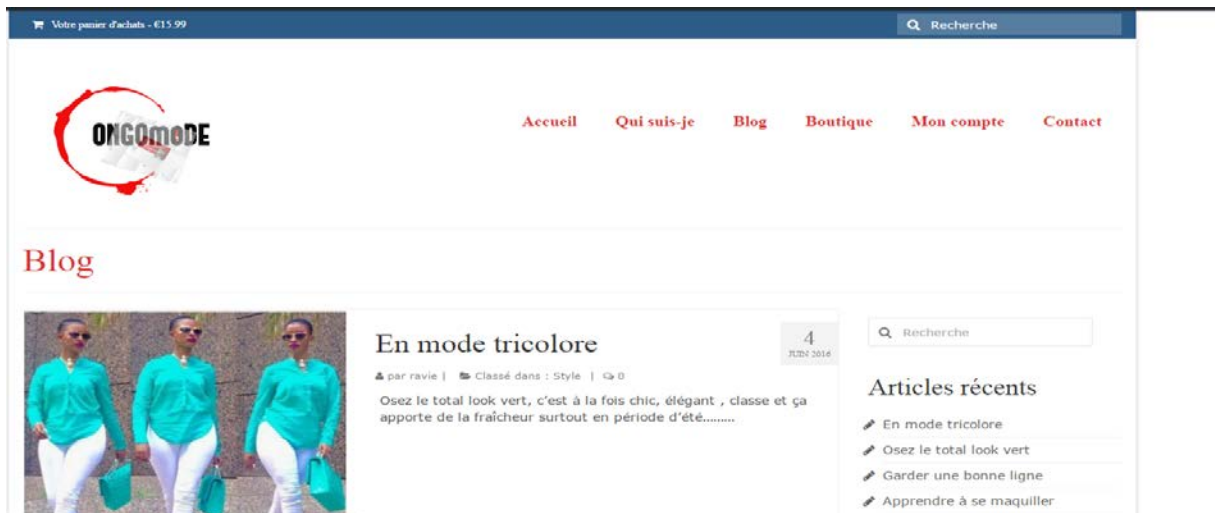 Votre panier d'achats - €15.99
Recherche
ONGOmoDE
Accueil Qui suis-je Blog Boutique Mon compte Contact
Blog
En mode tricolore
4
JUIN 2016
par ravie | Classé dans : Style | 0
Osez le total look vert, c'est à la fois chic, élégant , classe et ça
apporte de la fraîcheur surtout en période d'été.........
Recherche
Articles récents
En mode tricolore
Osez le total look vert
Garder une bonne ligne
Apprendre à se maquiller